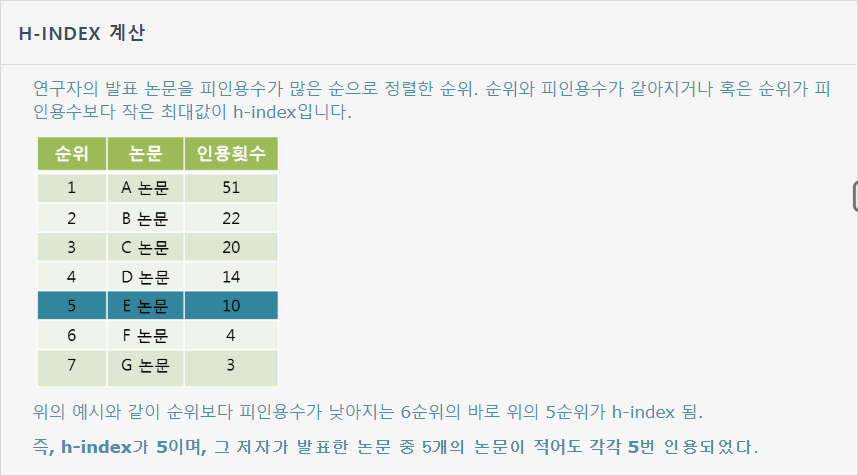 H-INDEX 계산
연구자의 발표 논문을 피인용수가 많은 순으로 정렬한 순위. 순위와 피인용수가 같아지거나 혹은 순위가 피
인용수보다 작은 최대값이 h-index입니다.
순위 논문 인용횟수
1 A 논문 51
2 B 논문 22
3 C 논문 20
4 D 논문 14
5 E 논문 10
6 F 논문 4
7 G 논문 3
위의 예시와 같이 순위보다 피인용수가 낮아지는 6순위의 바로 위의 5순위가 h-index 됨.
즉, h-index가 5이며, 그 저자가 발표한 논문 중 5개의 논문이 적어도 각각 5번 인용되었다.